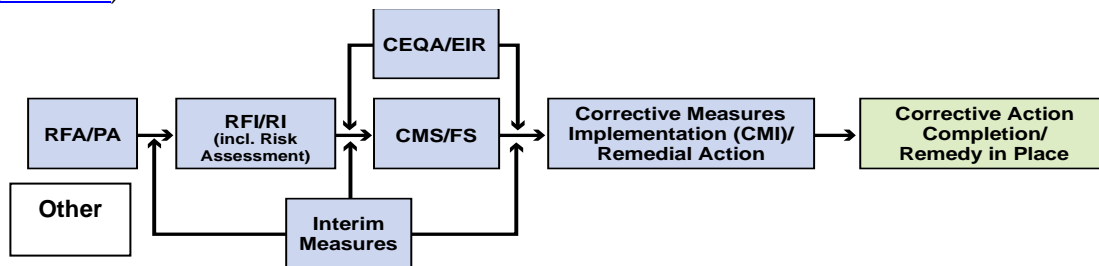 CEQA/EIR
RFA/PA
RFI/RI
(incl. Risk
Assessment)
CMS/FS
Corrective Measures
Implementation (CMI)/
Remedial Action
Corrective Action
Completion/
Remedy in Place
Other
Interim
Measures